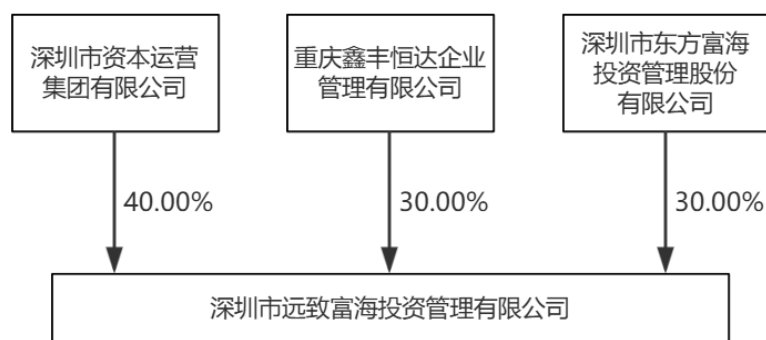 深圳市资本运营
集团有限公司
重庆鑫丰恒达企业
管理有限公司
深圳市东方富海
投资管理股份
有限公司
40.00%
30.00%
30.00%
深圳市远致富海投资管理有限公司